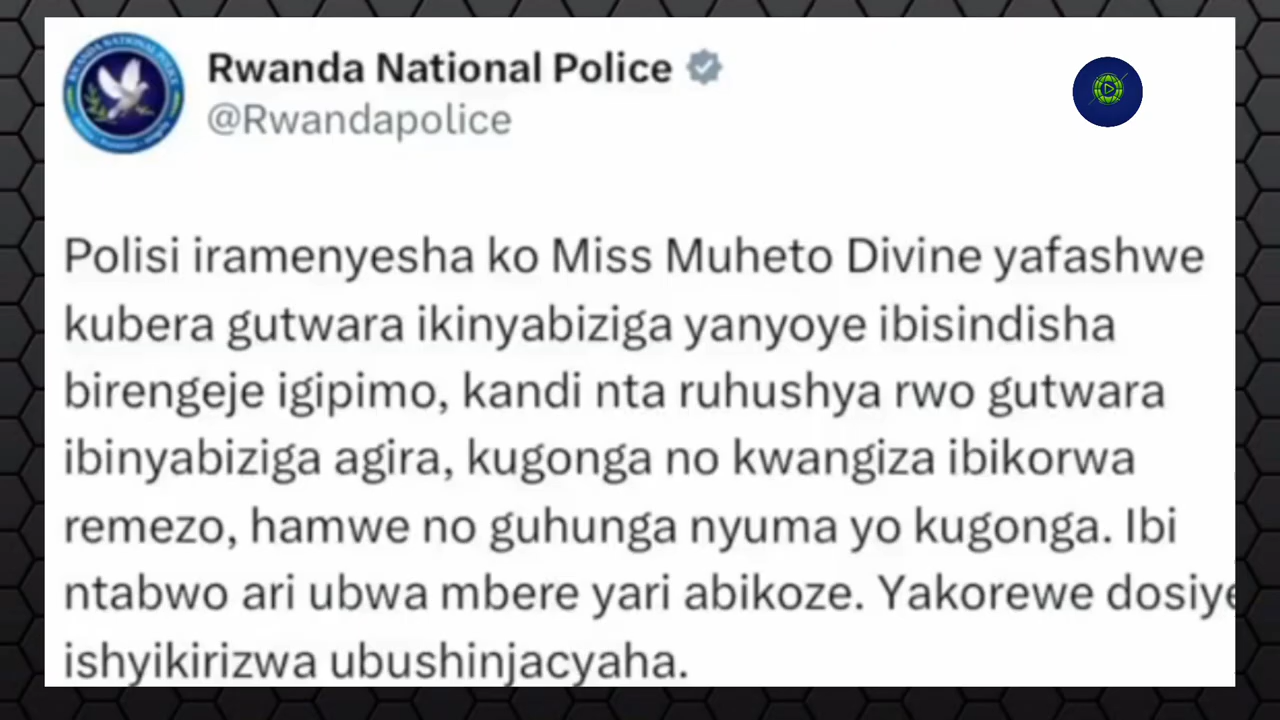 Rwanda National Police
@Rwandapolice
Polisi iramenyesha ko Miss Muheto Divine yafashwe
kubera gutwara ikinyabiziga yanyoye ibisindisha
birengeje igipimo, kandi nta ruhushya rwo gutwara
ibinyabiziga agira, kugonga no kwangiza ibikorwa
remezo, hamwe no guhunga nyuma yo kugonga. Ibi
ntabwo ari ubwa mbere yari abikoze. Yakorewe dosiye
ishyikirizwa ubushinjacyaha.